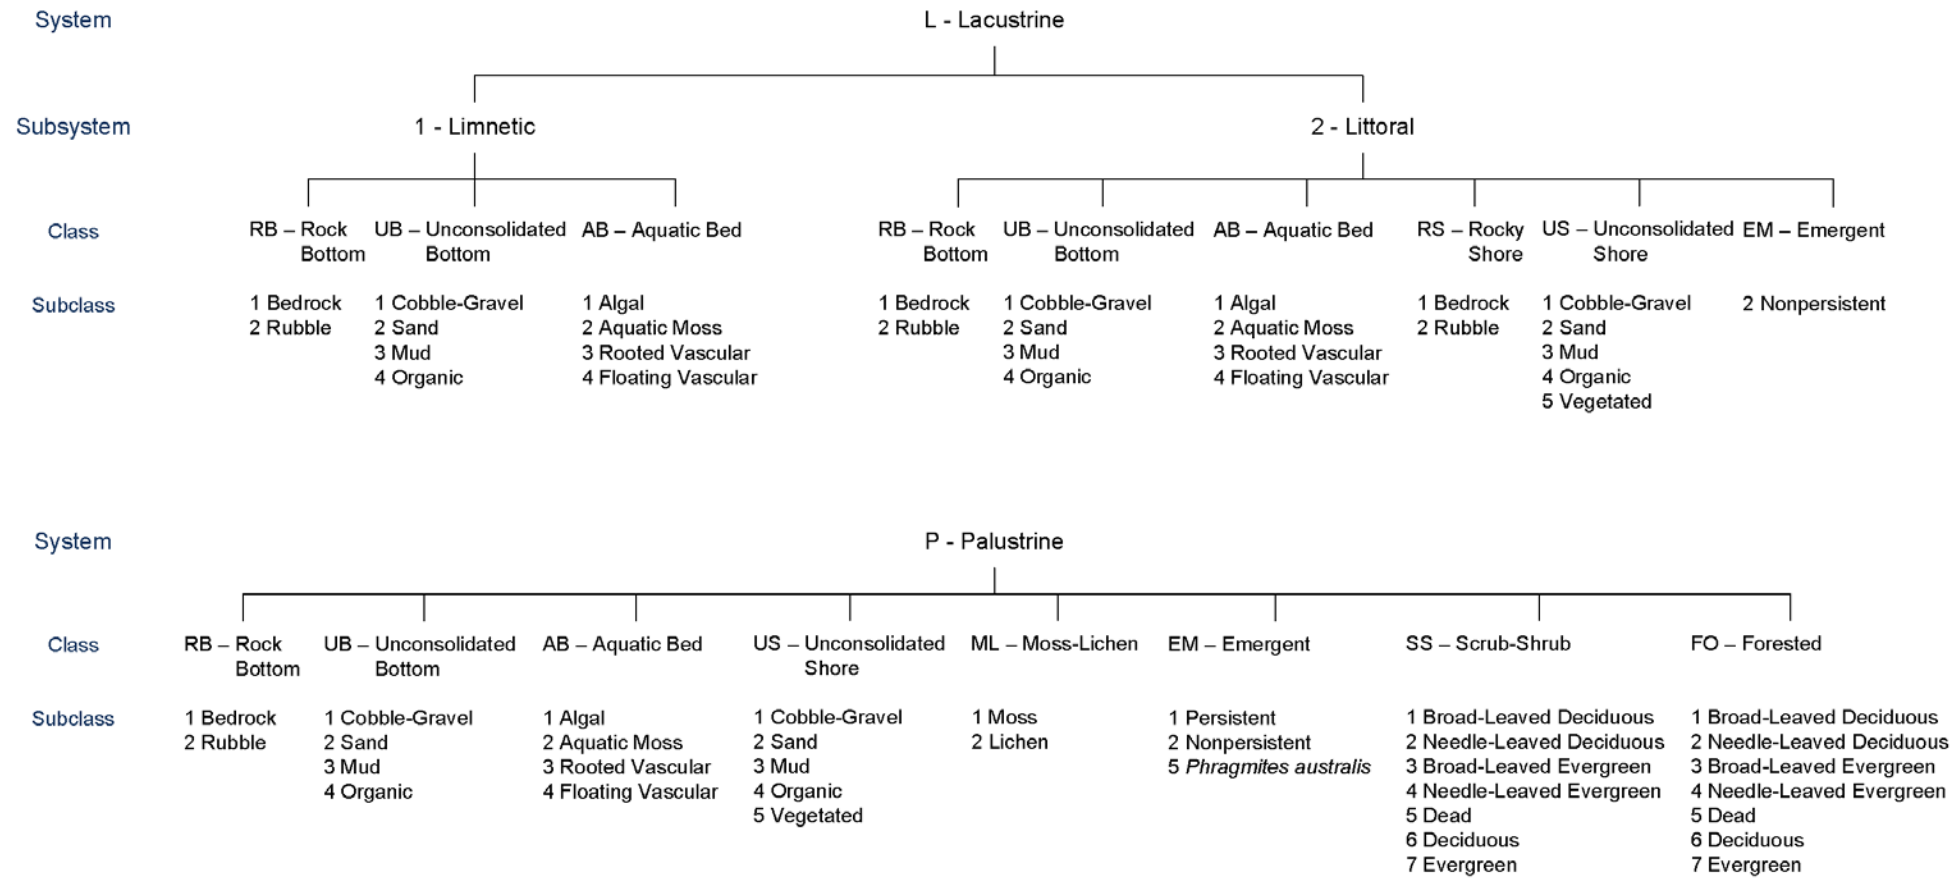 System L - Lacustrine
Subsystem 1 - Limnetic 2 - Littoral
Class RB – Rock UB – Unconsolidated AB – Aquatic Bed RB – Rock UB – Unconsolidated AB – Aquatic Bed RS – Rocky US – Unconsolidated EM – Emergent
Bottom Bottom Bottom Bottom Shore Shore
Subclass 1 Bedrock 1 Cobble-Gravel 1 Algal 1 Bedrock 1 Cobble-Gravel 1 Algal 1 Bedrock 1 Cobble-Gravel 2 Nonpersistent
2 Rubble 2 Sand 2 Aquatic Moss 2 Rubble 2 Sand 2 Aquatic Moss 2 Rubble 2 Sand
3 Mud 3 Rooted Vascular 3 Mud 3 Rooted Vascular 3 Mud
4 Organic 4 Floating Vascular 4 Organic 4 Floating Vascular 4 Organic
5 Vegetated
System P - Palustrine
Class RB – Rock UB – Unconsolidated AB – Aquatic Bed US – Unconsolidated ML – Moss-Lichen EM – Emergent SS – Scrub-Shrub FO – Forested
Bottom Bottom Shore
Subclass 1 Bedrock 1 Cobble-Gravel 1 Algal 1 Cobble-Gravel 1 Moss 1 Persistent 1 Broad-Leaved Deciduous 1 Broad-Leaved Deciduous
2 Rubble 2 Sand 2 Aquatic Moss 2 Sand 2 Lichen 2 Nonpersistent 2 Needle-Leaved Deciduous 2 Needle-Leaved Deciduous
3 Mud 3 Rooted Vascular 3 Mud 5 Phragmites australis 3 Broad-Leaved Evergreen 3 Broad-Leaved Evergreen
4 Organic 4 Floating Vascular 4 Organic 4 Needle-Leaved Evergreen 4 Needle-Leaved Evergreen
5 Vegetated 5 Dead 5 Dead
6 Deciduous 6 Deciduous
7 Evergreen 7 Evergreen